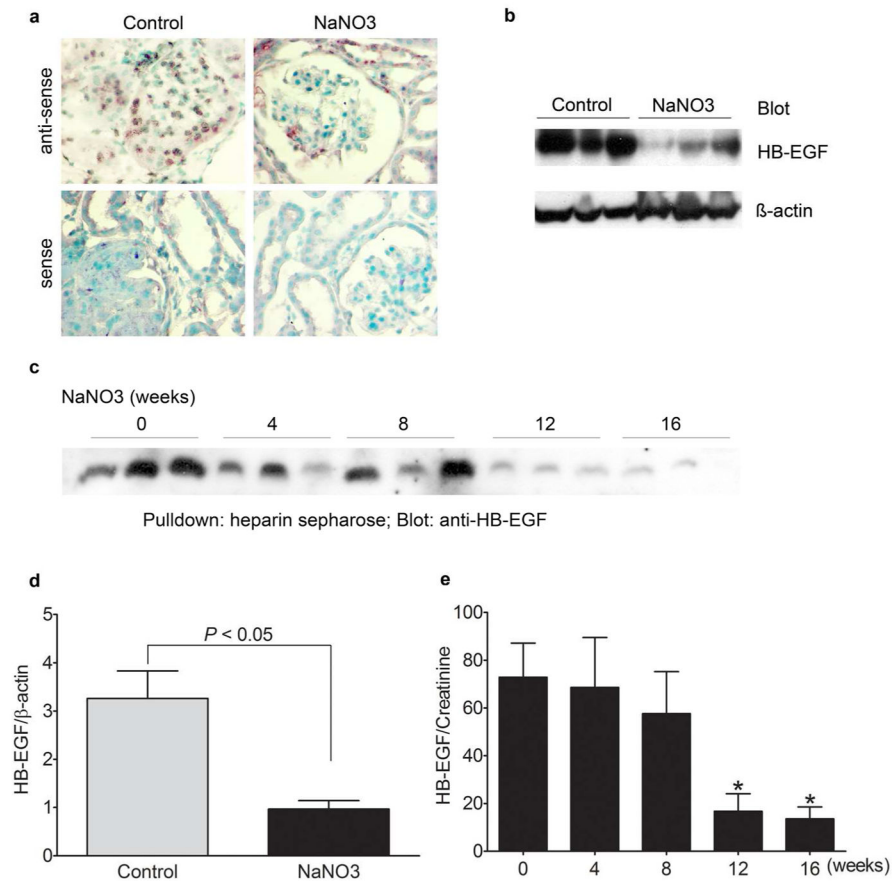 a
Control NaNO3
anti-sense
sense
b
Control NaNO3 Blot
HB-EGF
ß-actin
c
NaNO3 (weeks)
0 4 8 12 16
Pulldown: heparin sepharose; Blot: anti-HB-EGF
d
HB-EGF/β-actin
5
4
3
2
1
0
P < 0.05
Control NaNO3
e
HB-EGF/Creatinine
100
80
60
40
20
0
* *
0 4 8 12 16 (weeks)